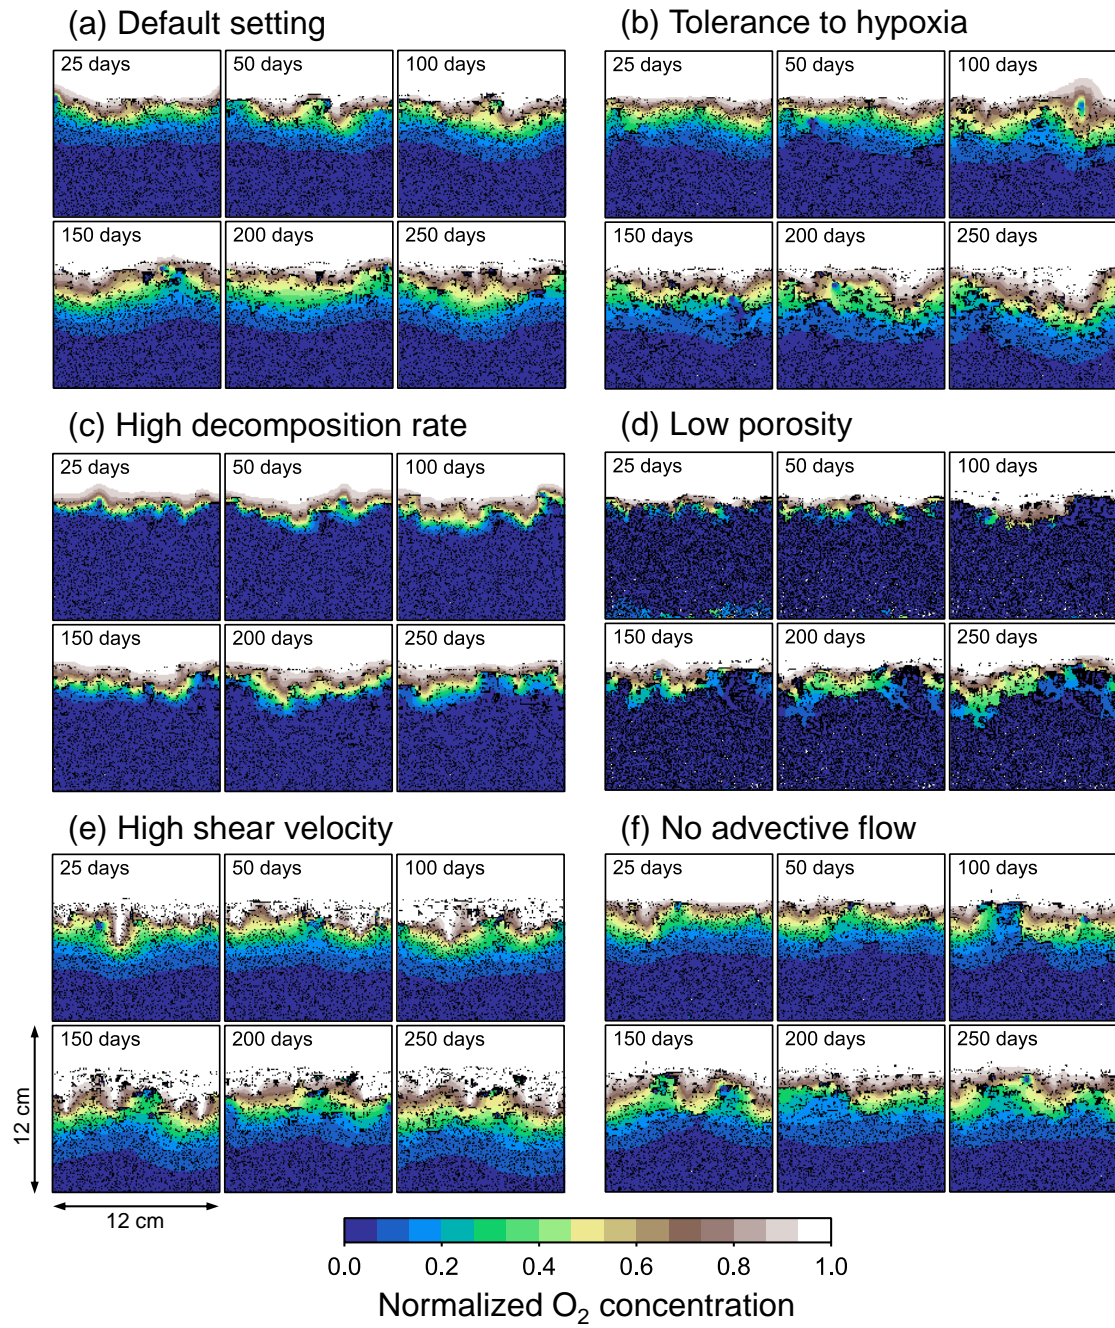 (a) Default setting
25 days
50 days
100 days
150 days
200 days
250 days
(b) Tolerance to hypoxia
25 days
50 days
100 days
150 days
200 days
250 days
(c) High decomposition rate
25 days
50 days
100 days
150 days
200 days
250 days
(d) Low porosity
25 days
50 days
100 days
150 days
200 days
250 days
(e) High shear velocity
25 days
50 days
100 days
150 days
200 days
250 days
12 cm
12 cm
(f) No advective flow
25 days
50 days
100 days
150 days
200 days
250 days
0.0 0.2 0.4 0.6 0.8 1.0
Normalized O₂ concentration